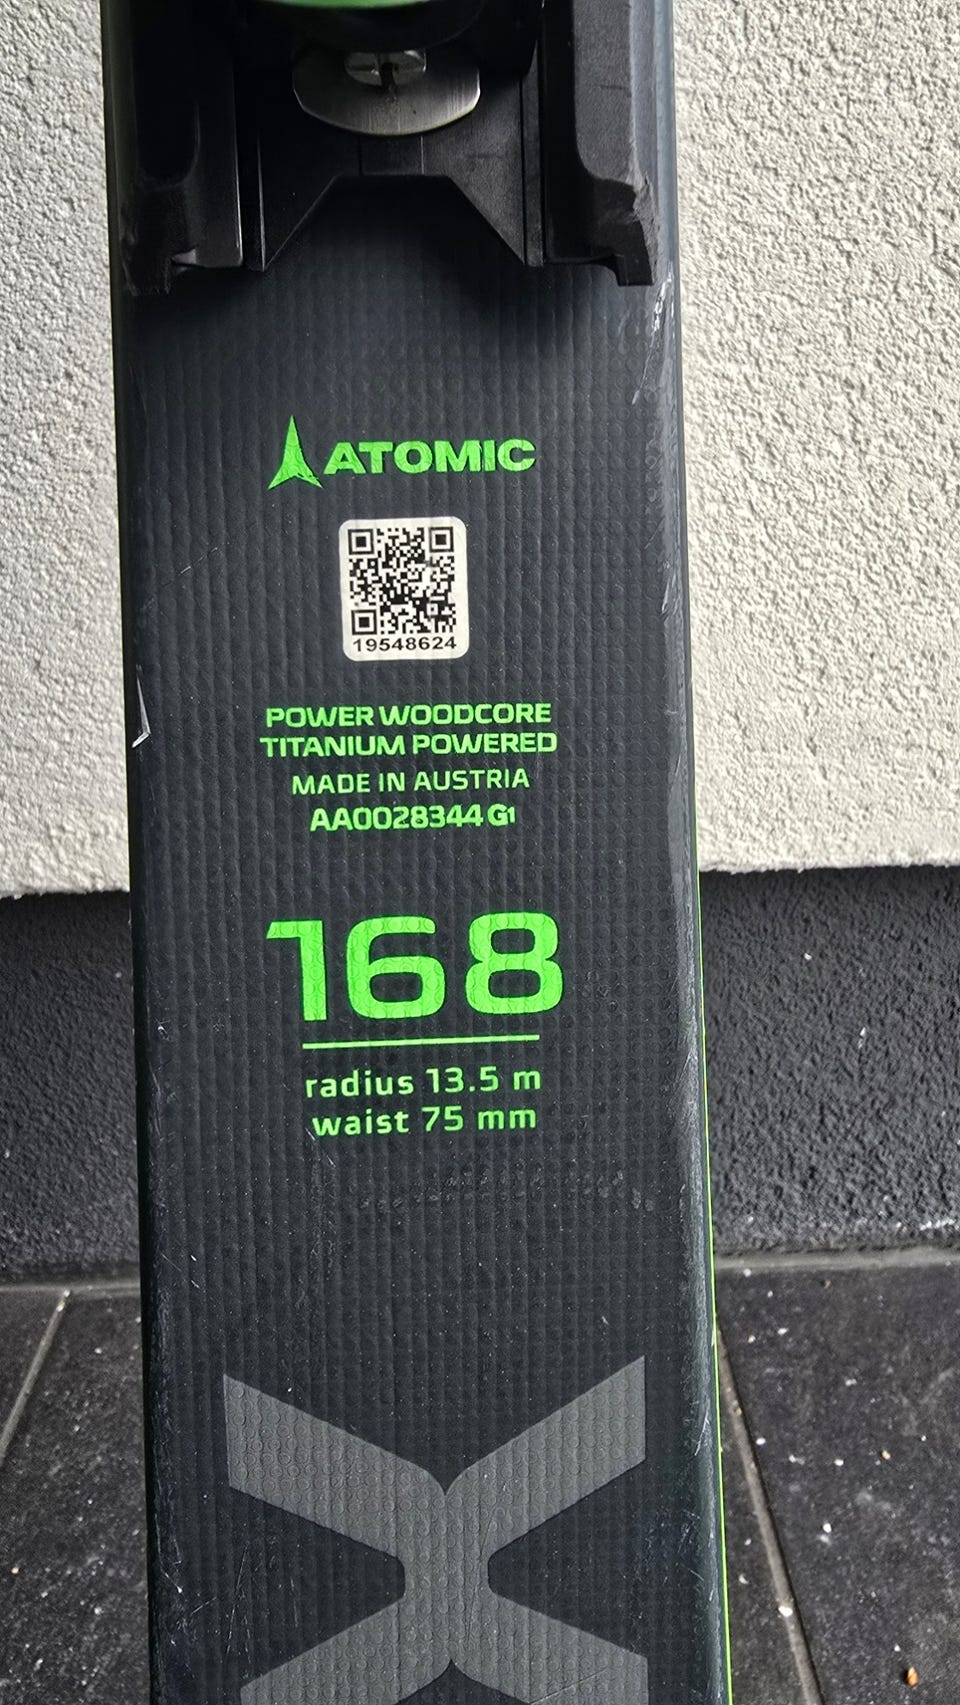 ATOMIC
19548624
POWER WOODCORE
TITANIUM POWERED
MADE IN AUSTRIA
AA0028344 G1
168
radius 13.5 m
waist 75 mm
X